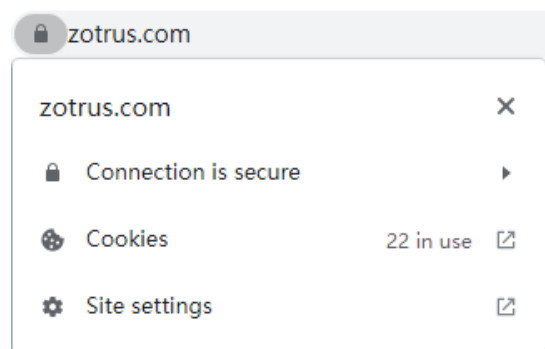 zotrus.com
zotrus.com
Connection is secure
Cookies 22 in use
Site settings